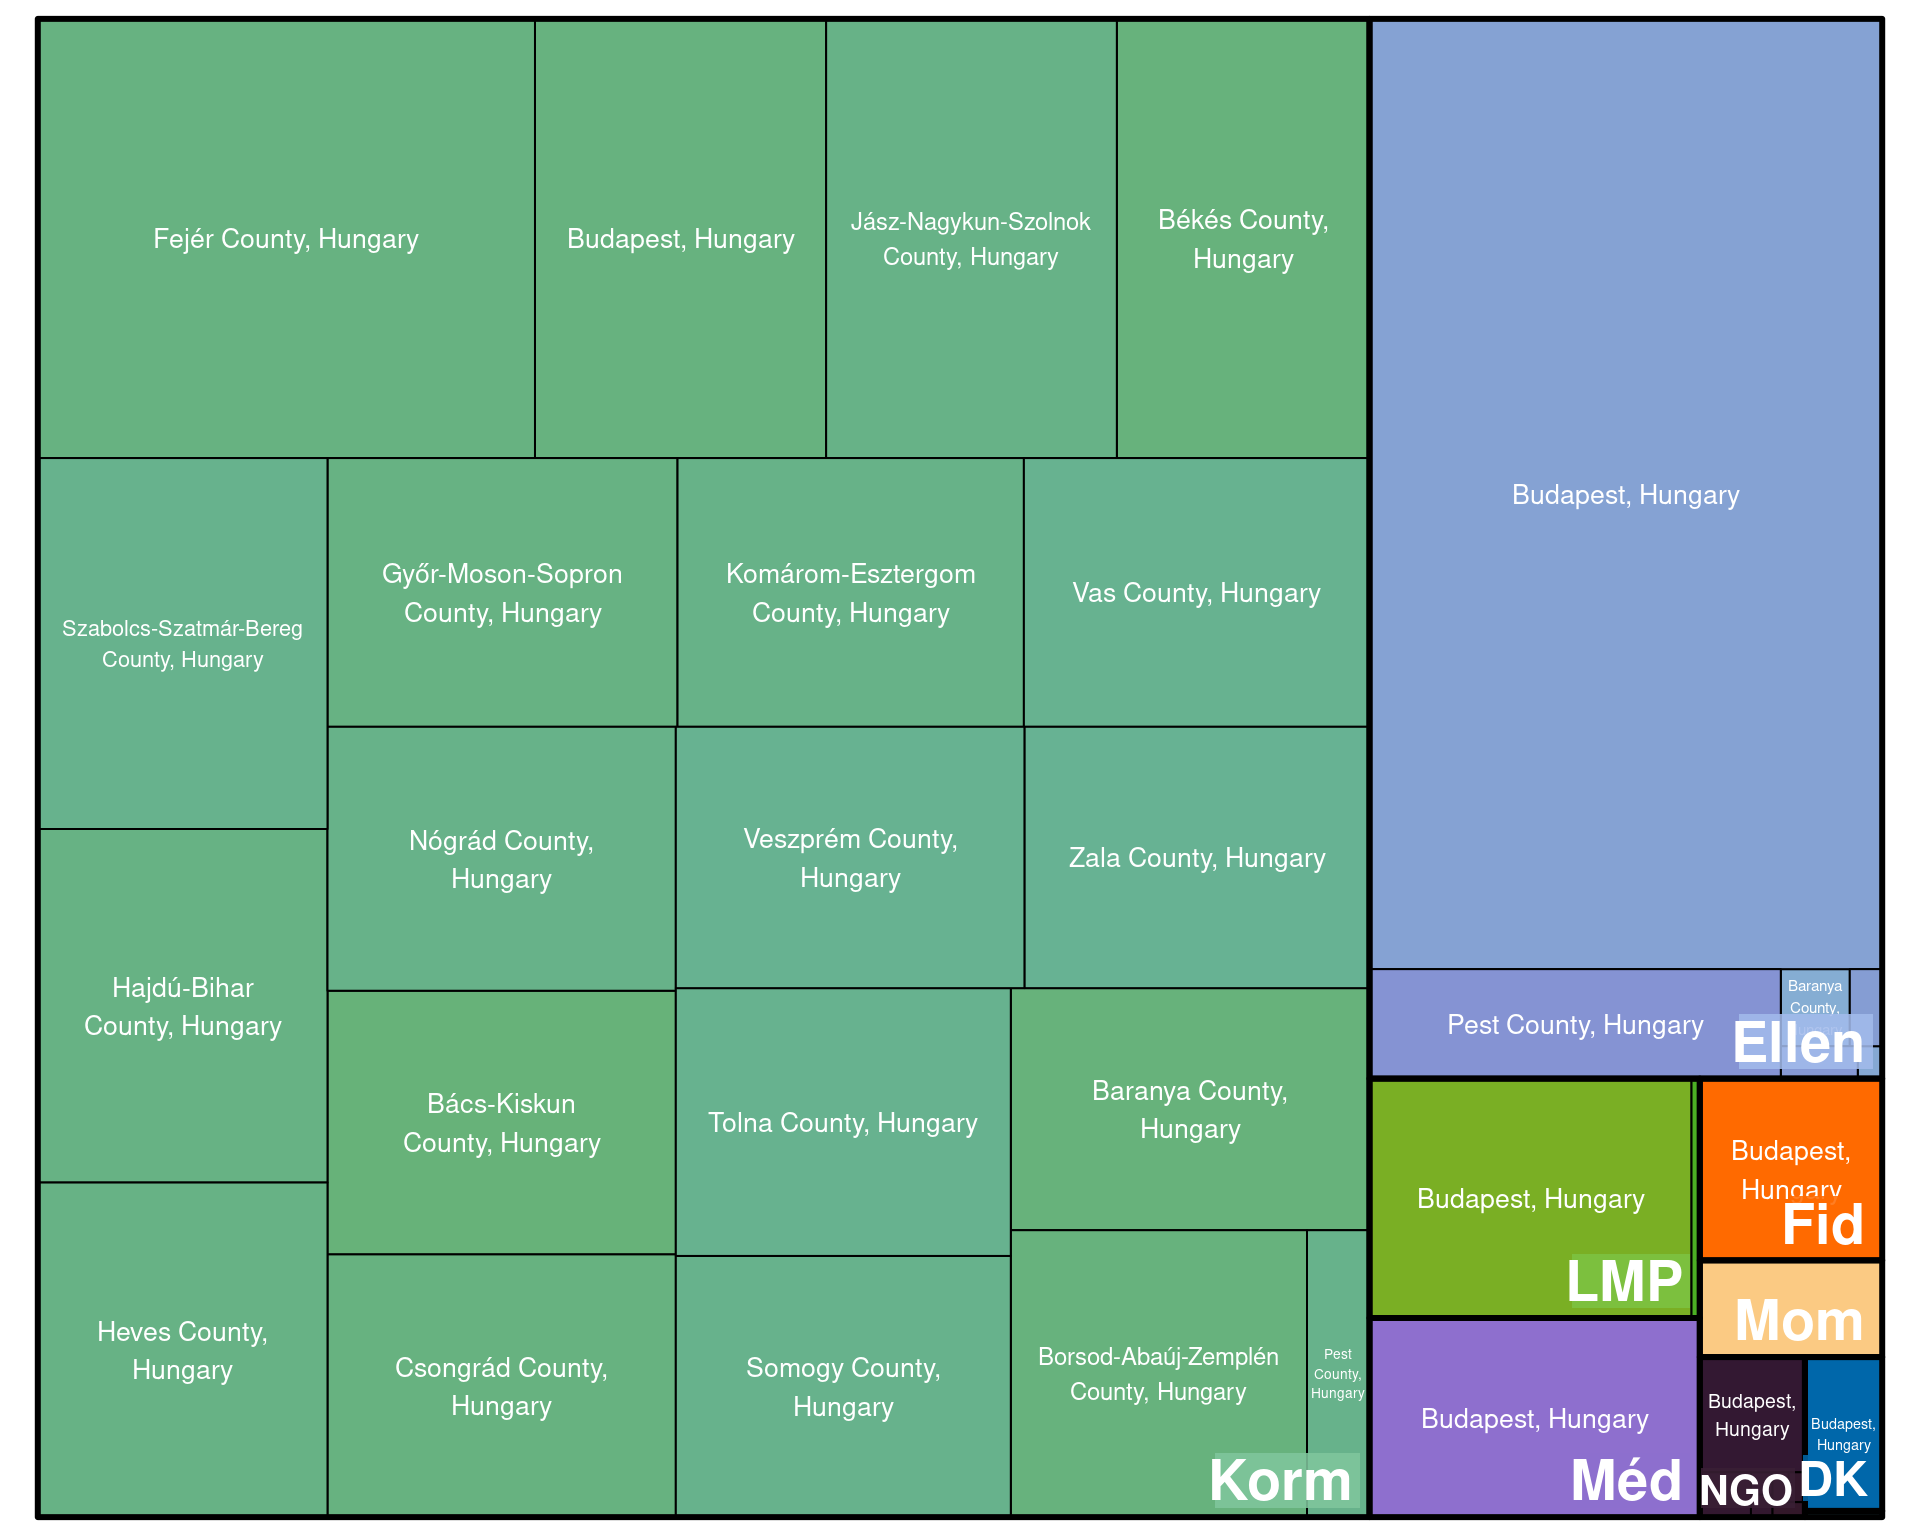 Fejér County, Hungary
Budapest, Hungary
Jász-Nagykun-Szolnok
County, Hungary
Békés County,
Hungary
Szabolcs-Szatmár-Bereg
County, Hungary
Győr-Moson-Sopron
County, Hungary
Komárom-Esztergom
County, Hungary
Vas County, Hungary
Hajdú-Bihar
County, Hungary
Nógrád County,
Hungary
Veszprém County,
Hungary
Zala County, Hungary
Heves County,
Hungary
Bács-Kiskun
County, Hungary
Csongrád County,
Hungary
Tolna County, Hungary
Somogy County,
Hungary
Baranya County,
Hungary
Borsod-Abaúj-Zemplén
County, Hungary
Pest
County,
Hungary
Korm
Budapest, Hungary
Pest County, Hungary
Baranya
County,
Ellen
Budapest, Hungary
LMP
Budapest, Hungary
Méd
Budapest,
Hungary
Fid
Mom
Budapest,
Hungary
NGO
Budapest,
Hungary
DK